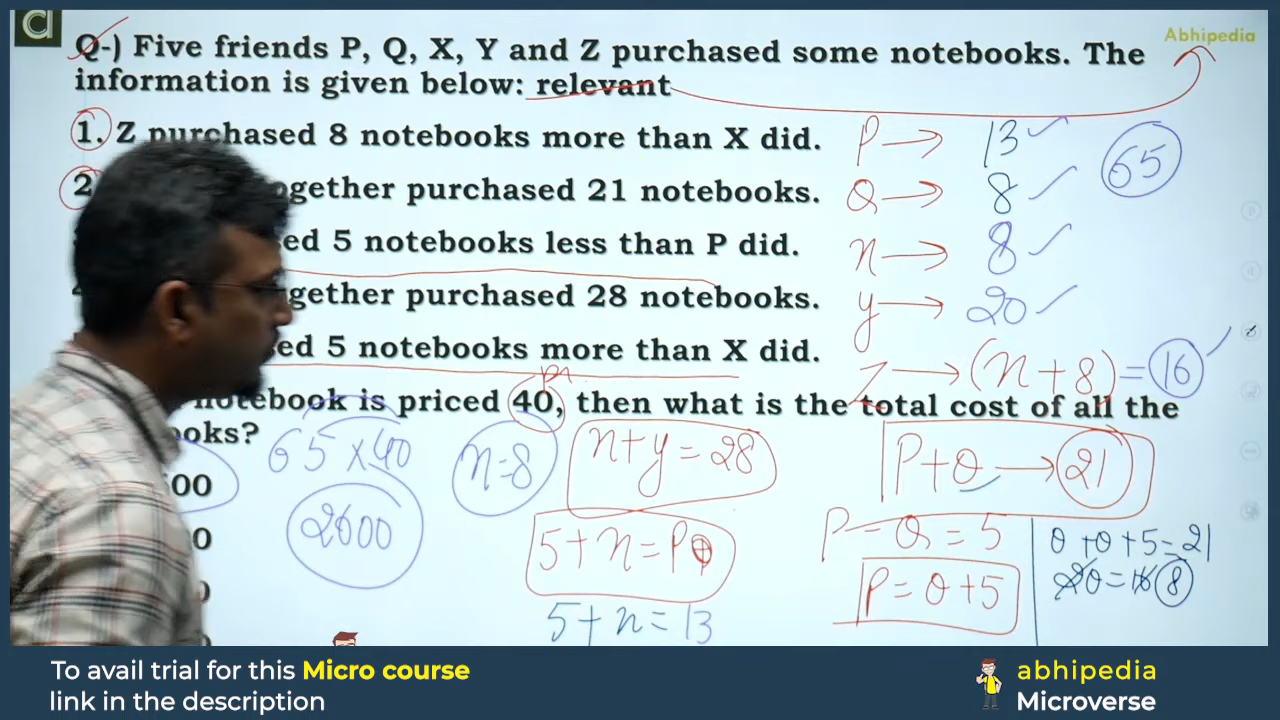 a
Abhipedia
Q-) Five friends P, Q, X, Y and Z purchased some notebooks. The
information is given below: relevant
1. Z purchased 8 notebooks more than X did.
2 gether purchased 21 notebooks.
ed 5 notebooks less than P did.
gether purchased 28 notebooks.
ed 5 notebooks more than X did.
notebook is priced 40, then what is the total cost of all the
ooks?
00
0
P → 13 ✓
65
Q → 8 ✓
x → 8 ✓
y → 20 ✓
Z → (x+8) = 16 ✓
65 x 40
2600
x=8
x+y=28
5+x=P
5+x=13
P+Q → 21
P-Q=5
P=Q+5
Q+Q+5=21
2Q=16 8
To avail trial for this Micro course
link in the description
abhipedia
Microverse